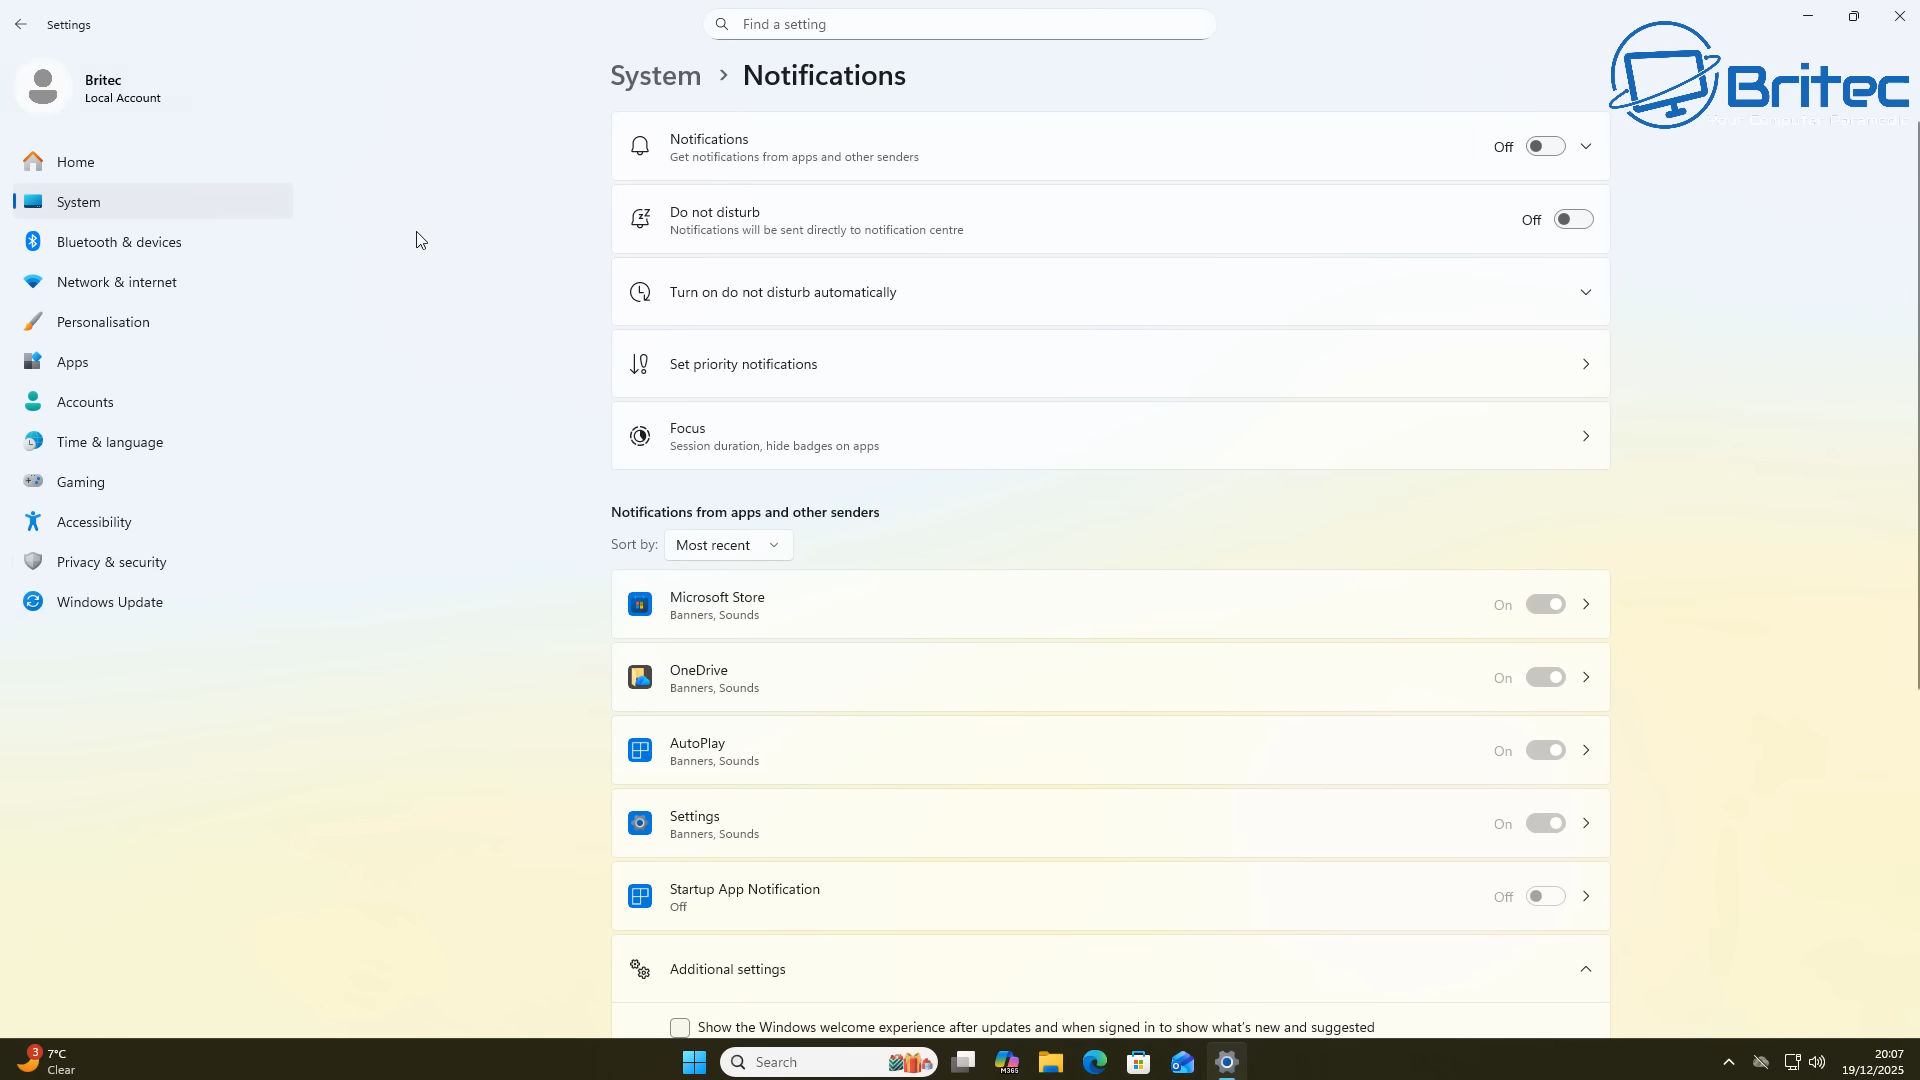 Settings
Find a setting
Britec
Britec
Local Account
Home
System
Bluetooth & devices
Network & internet
Personalisation
Apps
Accounts
Time & language
Gaming
Accessibility
Privacy & security
Windows Update
System > Notifications
Notifications
Get notifications from apps and other senders
Off
Do not disturb
Notifications will be sent directly to notification centre
Off
Turn on do not disturb automatically
Set priority notifications
Focus
Session duration, hide badges on apps
Notifications from apps and other senders
Sort by: Most recent
Microsoft Store
Banners, Sounds
On
OneDrive
Banners, Sounds
On
AutoPlay
Banners, Sounds
On
Settings
Banners, Sounds
On
Startup App Notification
Off
Off
Additional settings
Show the Windows welcome experience after updates and when signed in to show what's new and suggested
3
7°C
Clear
Search
M365
20:07
19/12/2025